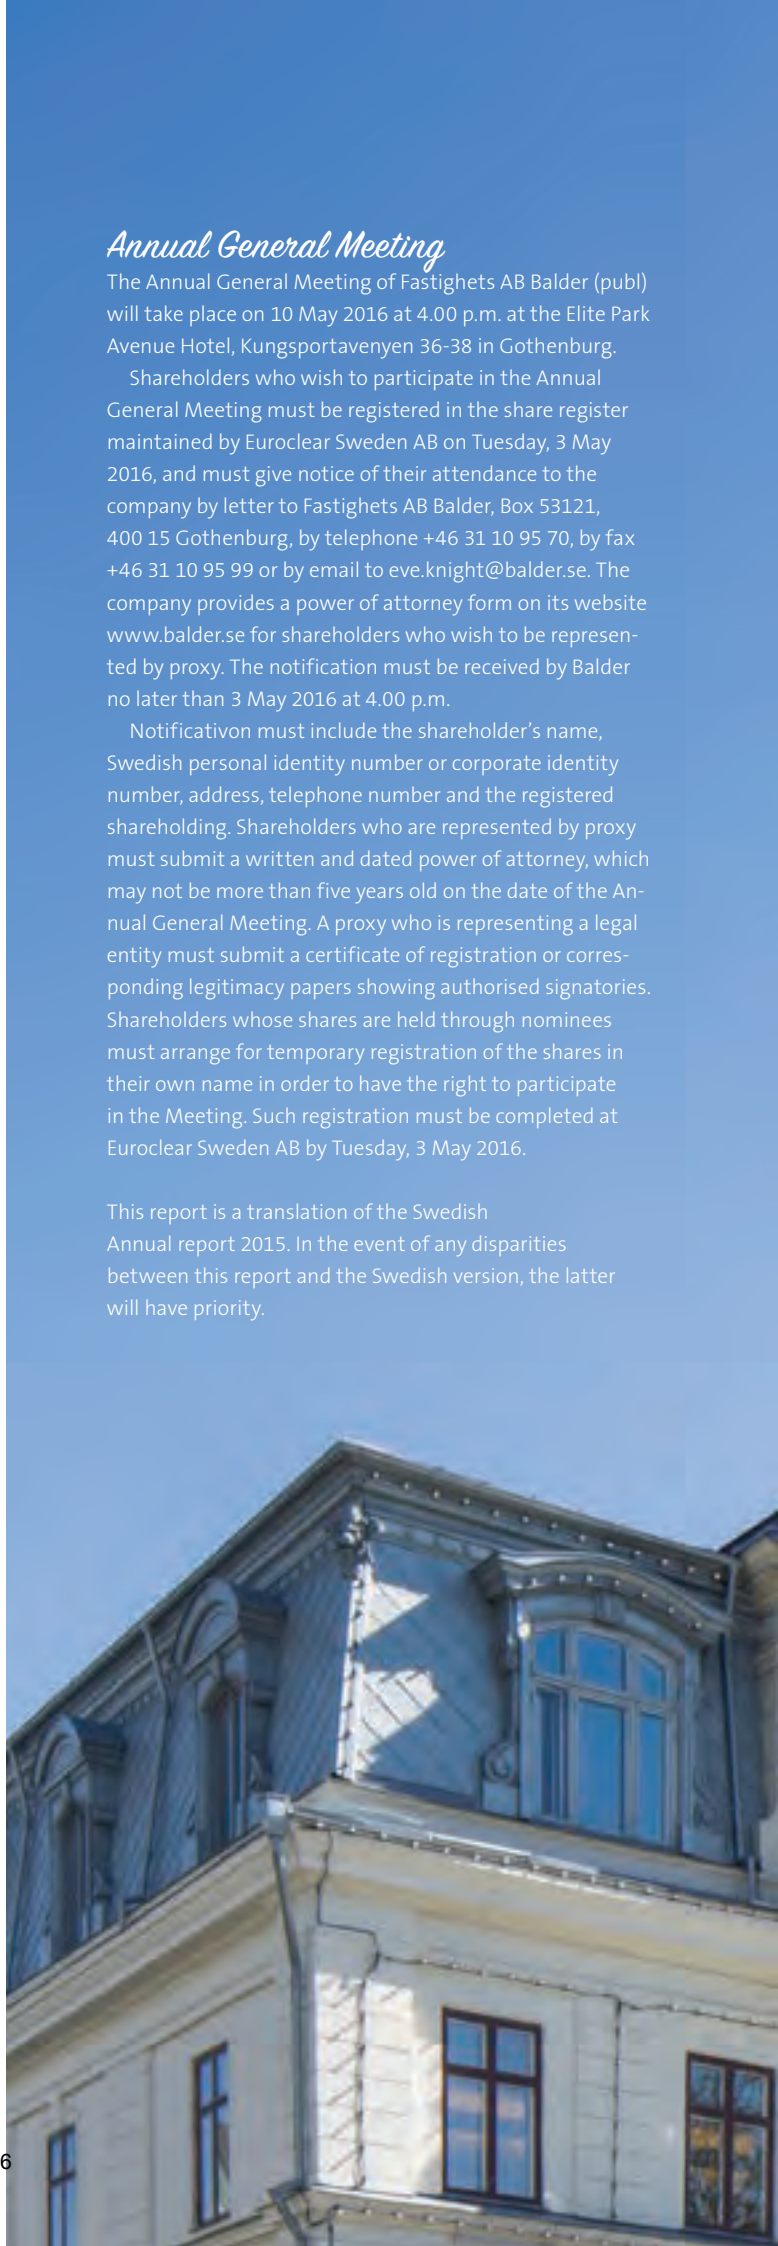 Annual General Meeting
The Annual General Meeting of Fastighets AB Balder (publ)
will take place on 10 May 2016 at 4.00 p.m. at the Elite Park
Avenue Hotel, Kungsportavenyen 36-38 in Gothenburg.
Shareholders who wish to participate in the Annual
General Meeting must be registered in the share register
maintained by Euroclear Sweden AB on Tuesday, 3 May
2016, and must give notice of their attendance to the
company by letter to Fastighets AB Balder, Box 53121,
400 15 Gothenburg, by telephone +46 31 10 95 70, by fax
+46 31 10 95 99 or by email to eve.knight@balder.se. The
company provides a power of attorney form on its website
www.balder.se for shareholders who wish to be represen-
ted by proxy. The notification must be received by Balder
no later than 3 May 2016 at 4.00 p.m.
Notificativon must include the shareholder’s name,
Swedish personal identity number or corporate identity
number, address, telephone number and the registered
shareholding. Shareholders who are represented by proxy
must submit a written and dated power of attorney, which
may not be more than five years old on the date of the An-
nual General Meeting. A proxy who is representing a legal
entity must submit a certificate of registration or corres-
ponding legitimacy papers showing authorised signatories.
Shareholders whose shares are held through nominees
must arrange for temporary registration of the shares in
their own name in order to have the right to participate
in the Meeting. Such registration must be completed at
Euroclear Sweden AB by Tuesday, 3 May 2016.
This report is a translation of the Swedish
Annual report 2015. In the event of any disparities
between this report and the Swedish version, the latter
will have priority.
6